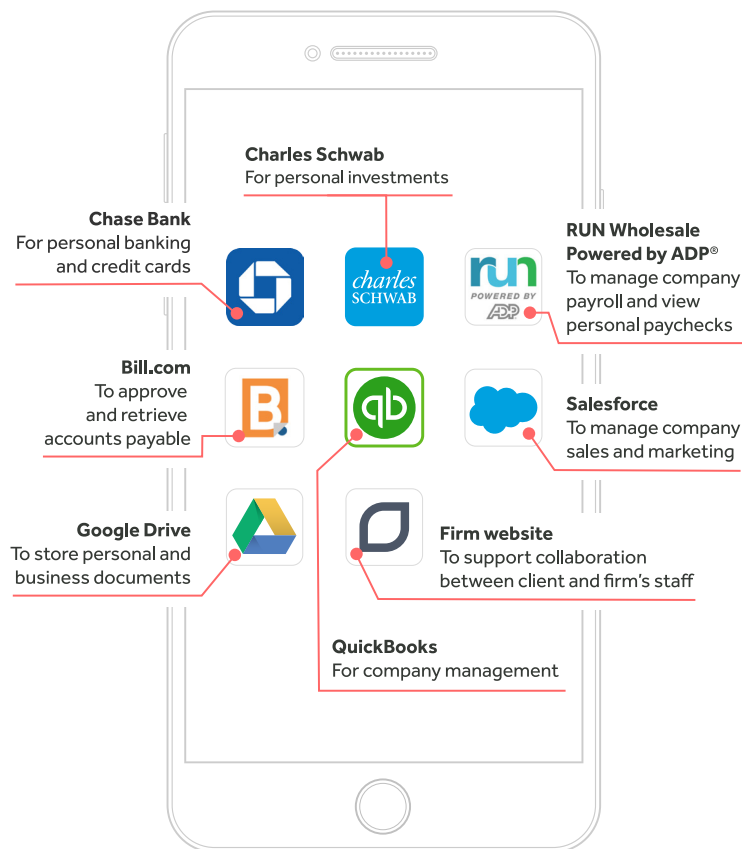 Charles Schwab
For personal investments
Chase Bank
For personal banking
and credit cards
RUN Wholesale
Powered by ADP®
To manage company
payroll and view
personal paychecks
charles
SCHWAB
run
POWERED BY
ADP
Bill.com
To approve
and retrieve
accounts payable
B
qb
Salesforce
To manage company
sales and marketing
Google Drive
To store personal and
business documents
Firm website
To support collaboration
between client and firm's staff
QuickBooks
For company management